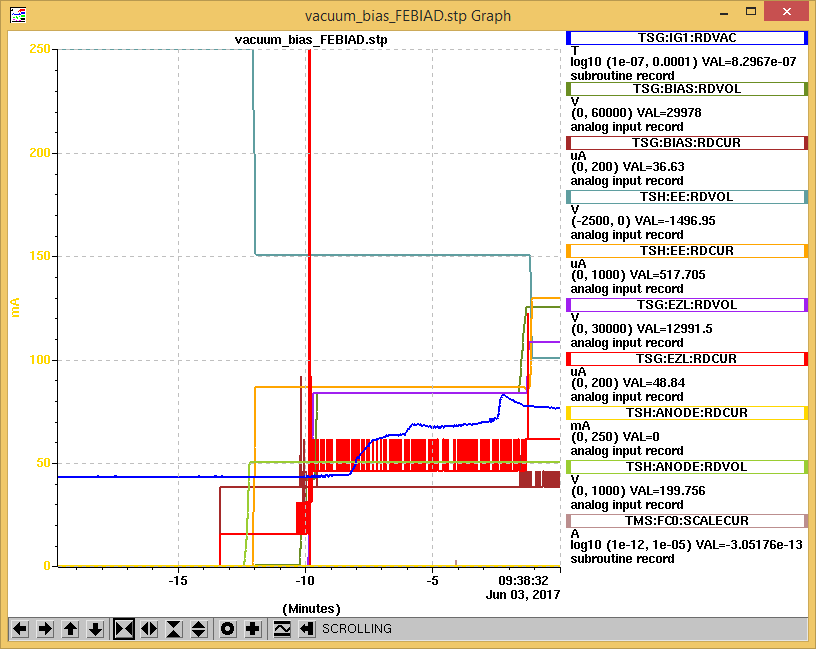 vacuum_bias_FEBIAD.stp Graph
vacuum_bias_FEBIAD.stp
250
200
150
100
50
0
mA
-15
-10
-5
09:38:32
Jun 03, 2017
(Minutes)
TSG:IG1:RDVAC
T
log10 (1e-07, 0.0001) VAL=8.2967e-07
subroutine record
TSG:BIAS:RDVOL
V
(0, 60000) VAL=29978
analog input record
TSG:BIAS:RDCUR
uA
(0, 200) VAL=36.63
analog input record
TSH:EE:RDVOL
V
(-2500, 0) VAL=-1496.95
analog input record
TSH:EE:RDCUR
uA
(0, 1000) VAL=517.705
analog input record
TSG:EZL:RDVOL
V
(0, 30000) VAL=12991.5
analog input record
TSG:EZL:RDCUR
uA
(0, 200) VAL=48.84
analog input record
TSH:ANODE:RDCUR
mA
(0, 250) VAL=0
analog input record
TSH:ANODE:RDVOL
V
(0, 1000) VAL=199.756
analog input record
TMS:FC0:SCALECUR
A
log10 (1e-12, 1e-05) VAL=-3.05176e-13
subroutine record
SCROLLING